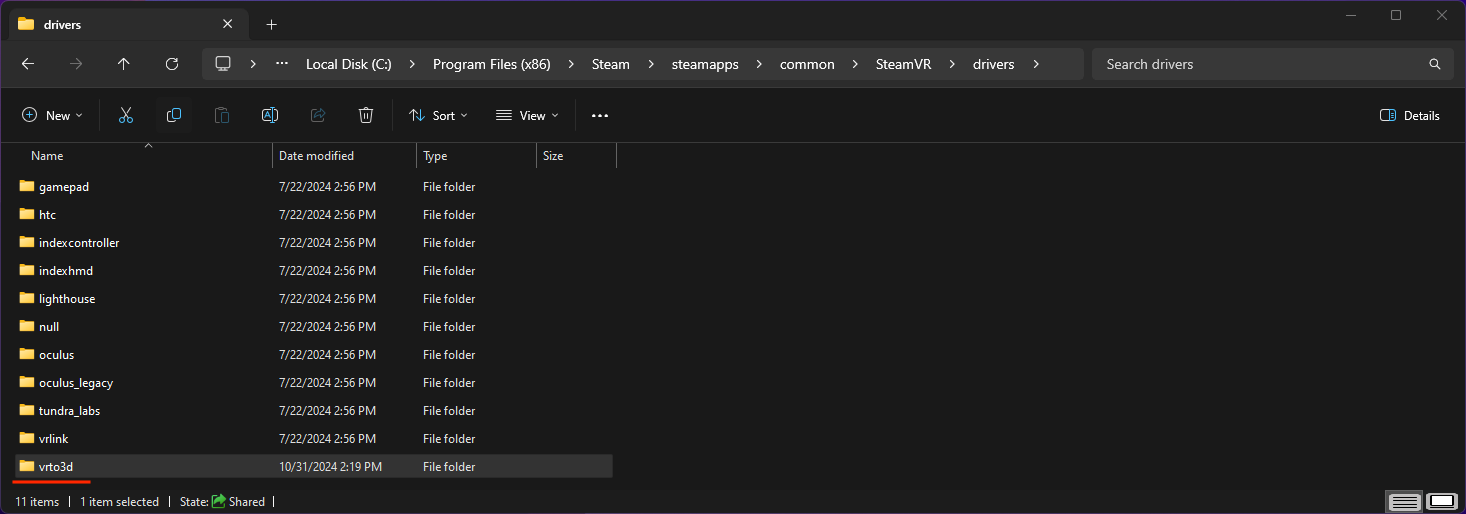 drivers
Local Disk (C:) Program Files (x86) Steam steamapps common SteamVR drivers Search drivers
New Sort View Details
Name Date modified Type Size
gamepad 7/22/2024 2:56 PM File folder
htc 7/22/2024 2:56 PM File folder
indexcontroller 7/22/2024 2:56 PM File folder
indexhmd 7/22/2024 2:56 PM File folder
lighthouse 7/22/2024 2:56 PM File folder
null 7/22/2024 2:56 PM File folder
oculus 7/22/2024 2:56 PM File folder
oculus_legacy 7/22/2024 2:56 PM File folder
tundra_labs 7/22/2024 2:56 PM File folder
vrlink 7/22/2024 2:56 PM File folder
vrto3d 10/31/2024 2:19 PM File folder
11 items 1 item selected State: Shared